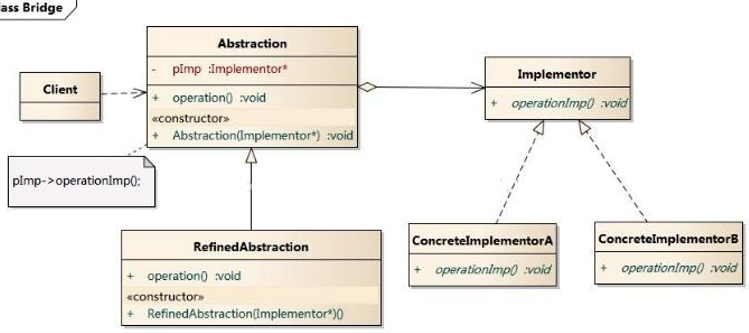 lass Bridge
Abstraction
- pImp :Implementor*
+ operation() :void
«constructor»
+ Abstraction(Implementor*) :void
Client
Implementor
+ operationImp() :void
pImp->operationImp();
RefinedAbstraction
+ operation() :void
«constructor»
+ RefinedAbstraction(Implementor*)()
ConcreteImplementorA
+ operationImp() :void
ConcreteImplementorB
+ operationImp() :void